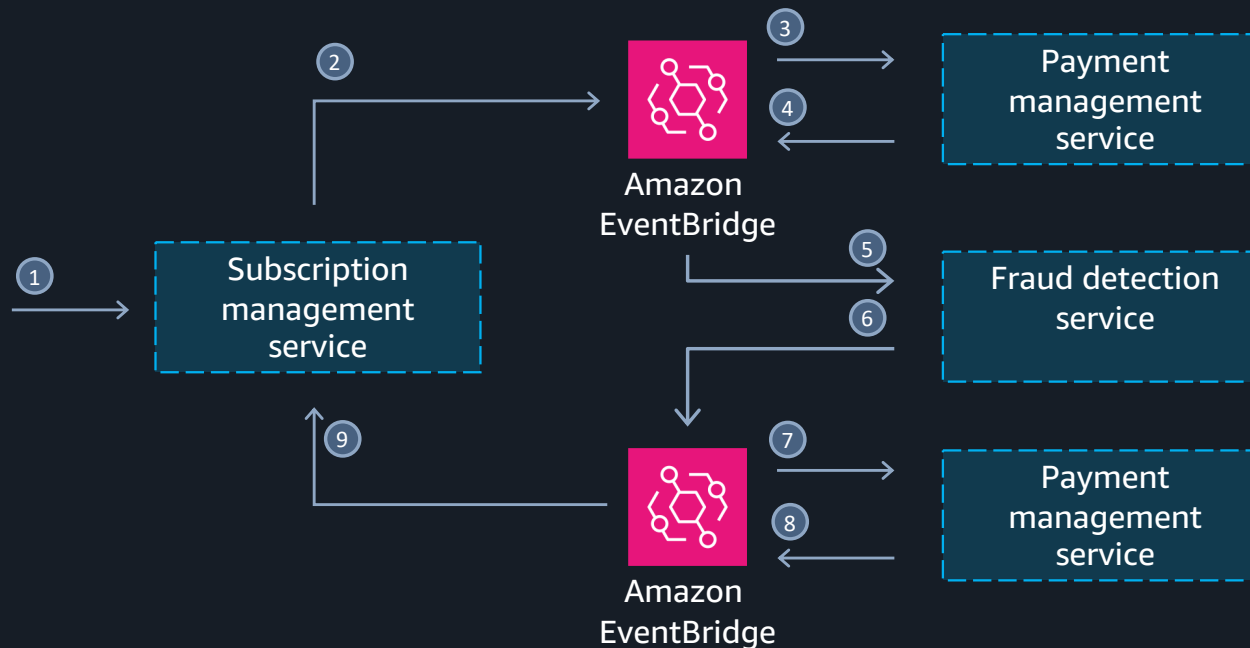 3
2
Payment
management
service
4
Amazon
EventBridge
5
Subscription
management
service
1
Fraud detection
service
6
9
7
Payment
management
service
8
Amazon
EventBridge